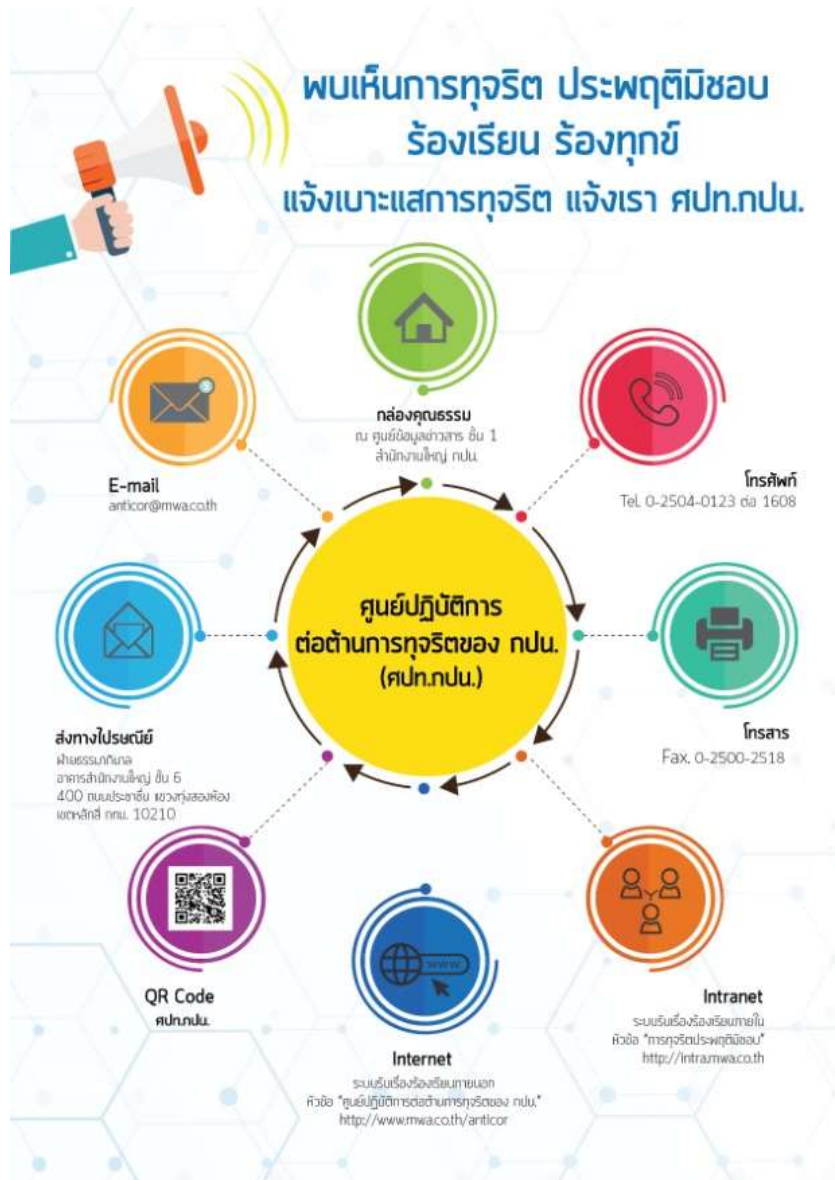 พบเห็นการทุจริต ประพฤติมิชอบ
ร้องเรียน ร้องทุกข์
แจ้งเบาะแสการทุจริต แจ้งเรา ศปท.กปน.
กล่องคุณธรรม
ณ ศูนย์ข้อมูลข่าวสาร ชั้น 1
สำนักงานใหญ่ กปน.
E-mail
anticor@mwa.co.th
โทรศัพท์
Tel. 0-2504-0123 ต่อ 1608
ศูนย์ปฏิบัติการ
ต่อต้านการทุจริตของ กปน.
(ศปท.กปน.)
ส่งทางไปรษณีย์
ฝ่ายธรรมาภิบาล
อาคารสำนักงานใหญ่ ชั้น 6
400 ถนนประชาชื่น แขวงทุ่งสองห้อง
เขตหลักสี่ กทม. 10210
โทรสาร
Fax. 0-2500-2518
QR Code
ศปท.กปน.
www
Internet
ระบบรับเรื่องร้องเรียนภายนอก
หัวข้อ "ศูนย์ปฏิบัติการต่อต้านการทุจริตของ กปน."
http://www.mwa.co.th/anticor
Intranet
ระบบรับเรื่องร้องเรียนภายใน
หัวข้อ "การทุจริตประพฤติมิชอบ"
http://intra.mwa.co.th